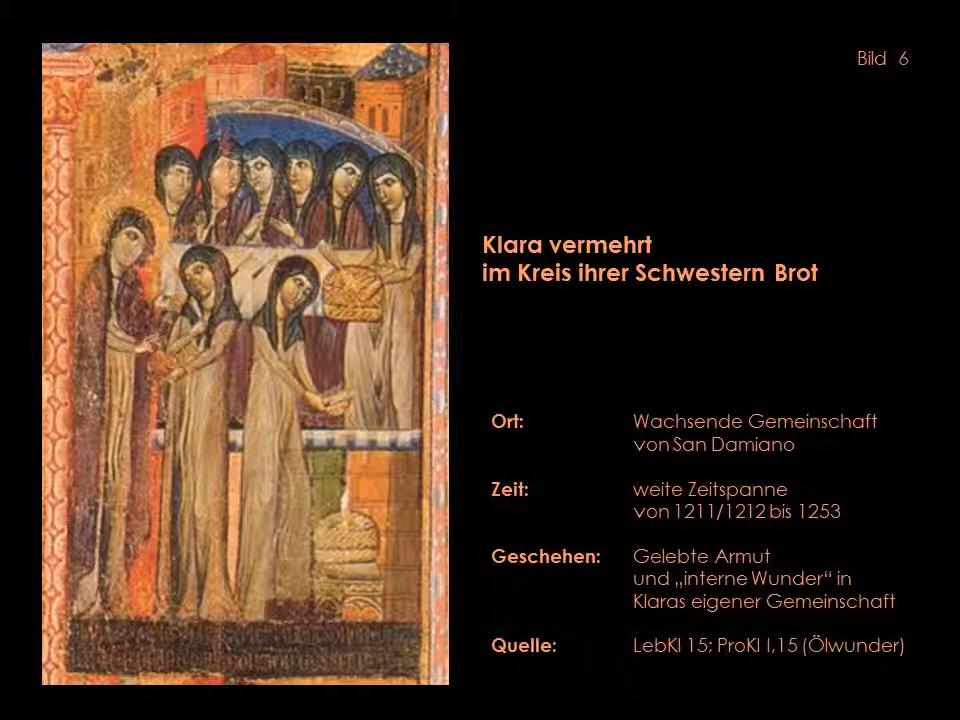 Bild 6
Klara vermehrt
im Kreis ihrer Schwestern Brot
Ort: Wachsende Gemeinschaft
von San Damiano
Zeit: weite Zeitspanne
von 1211/1212 bis 1253
Geschehen: Gelebte Armut
und „interne Wunder“ in
Klaras eigener Gemeinschaft
Quelle: LebKl 15; ProKl I,15 (Ölwunder)